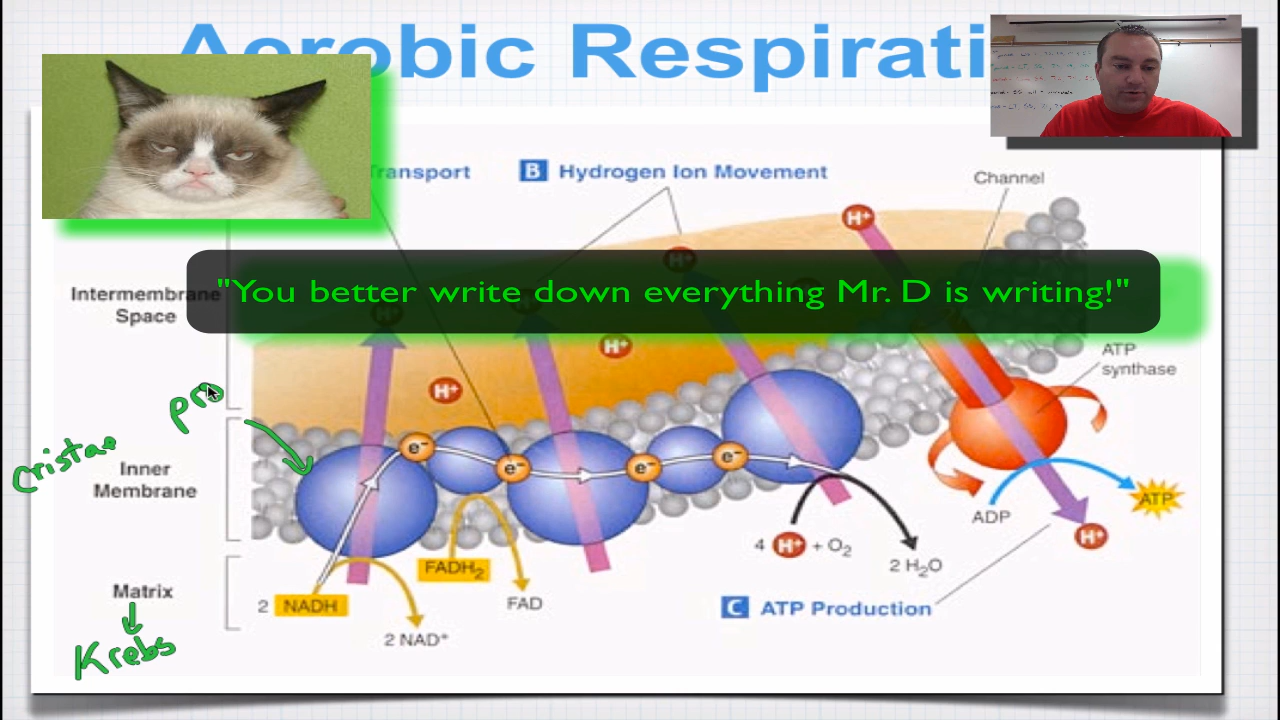 Aerobic Respirati
Transport
B Hydrogen Ion Movement
Channel
H+
H+
"You better write down everything Mr. D is writing!"
Intermembrane
Space
H+
H+
H+
H+
ATP
synthase
pro
cristae
e-
e-
e-
e-
Inner
Membrane
ADP
ATP
4 H+ + O2
H+
2 H2O
FADH2
Matrix
2 NADH
FAD
C ATP Production
2 NAD+
Krebs